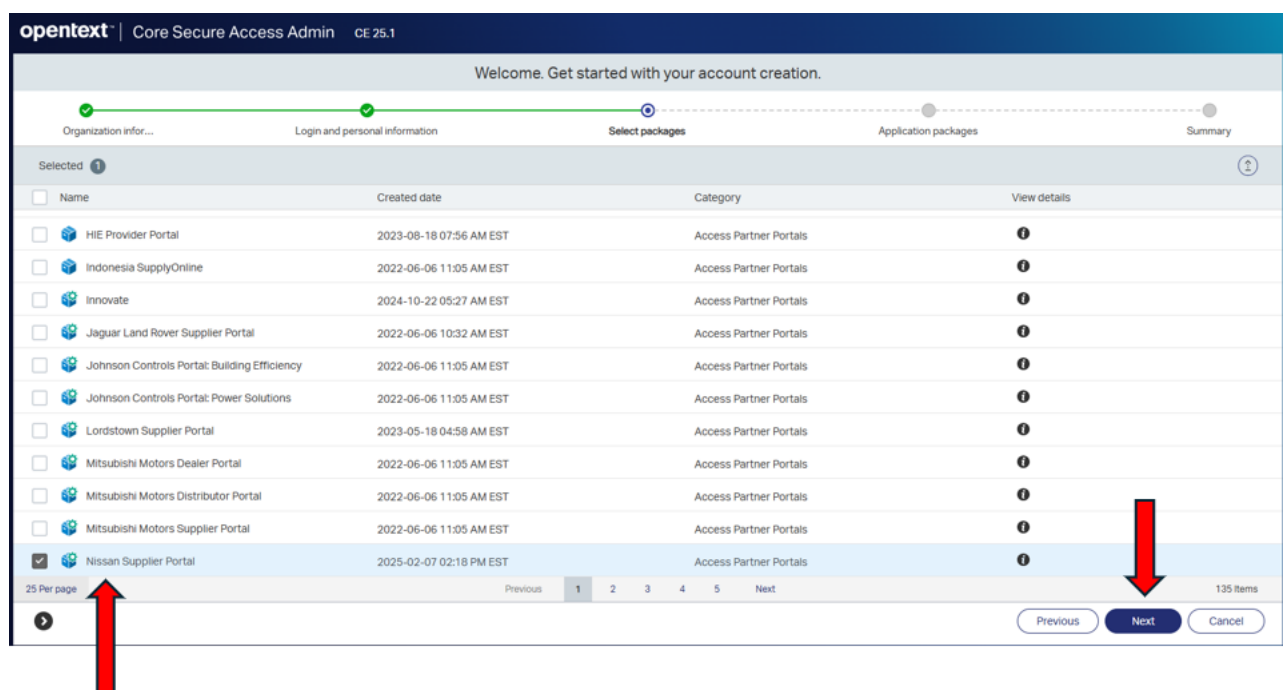 opentext™ | Core Secure Access Admin CE 25.1
Welcome. Get started with your account creation.
Organization infor... Login and personal information Select packages Application packages Summary
Selected 1
Name Created date Category View details
HIE Provider Portal 2023-08-18 07:56 AM EST Access Partner Portals
Indonesia SupplyOnline 2022-06-06 11:05 AM EST Access Partner Portals
Innovate 2024-10-22 05:27 AM EST Access Partner Portals
Jaguar Land Rover Supplier Portal 2022-06-06 10:32 AM EST Access Partner Portals
Johnson Controls Portal: Building Efficiency 2022-06-06 11:05 AM EST Access Partner Portals
Johnson Controls Portal: Power Solutions 2022-06-06 11:05 AM EST Access Partner Portals
Lordstown Supplier Portal 2023-05-18 04:58 AM EST Access Partner Portals
Mitsubishi Motors Dealer Portal 2022-06-06 11:05 AM EST Access Partner Portals
Mitsubishi Motors Distributor Portal 2022-06-06 11:05 AM EST Access Partner Portals
Mitsubishi Motors Supplier Portal 2022-06-06 11:05 AM EST Access Partner Portals
Nissan Supplier Portal 2025-02-07 02:18 PM EST Access Partner Portals
25 Per page Previous 1 2 3 4 5 Next 135 Items
Previous Next Cancel